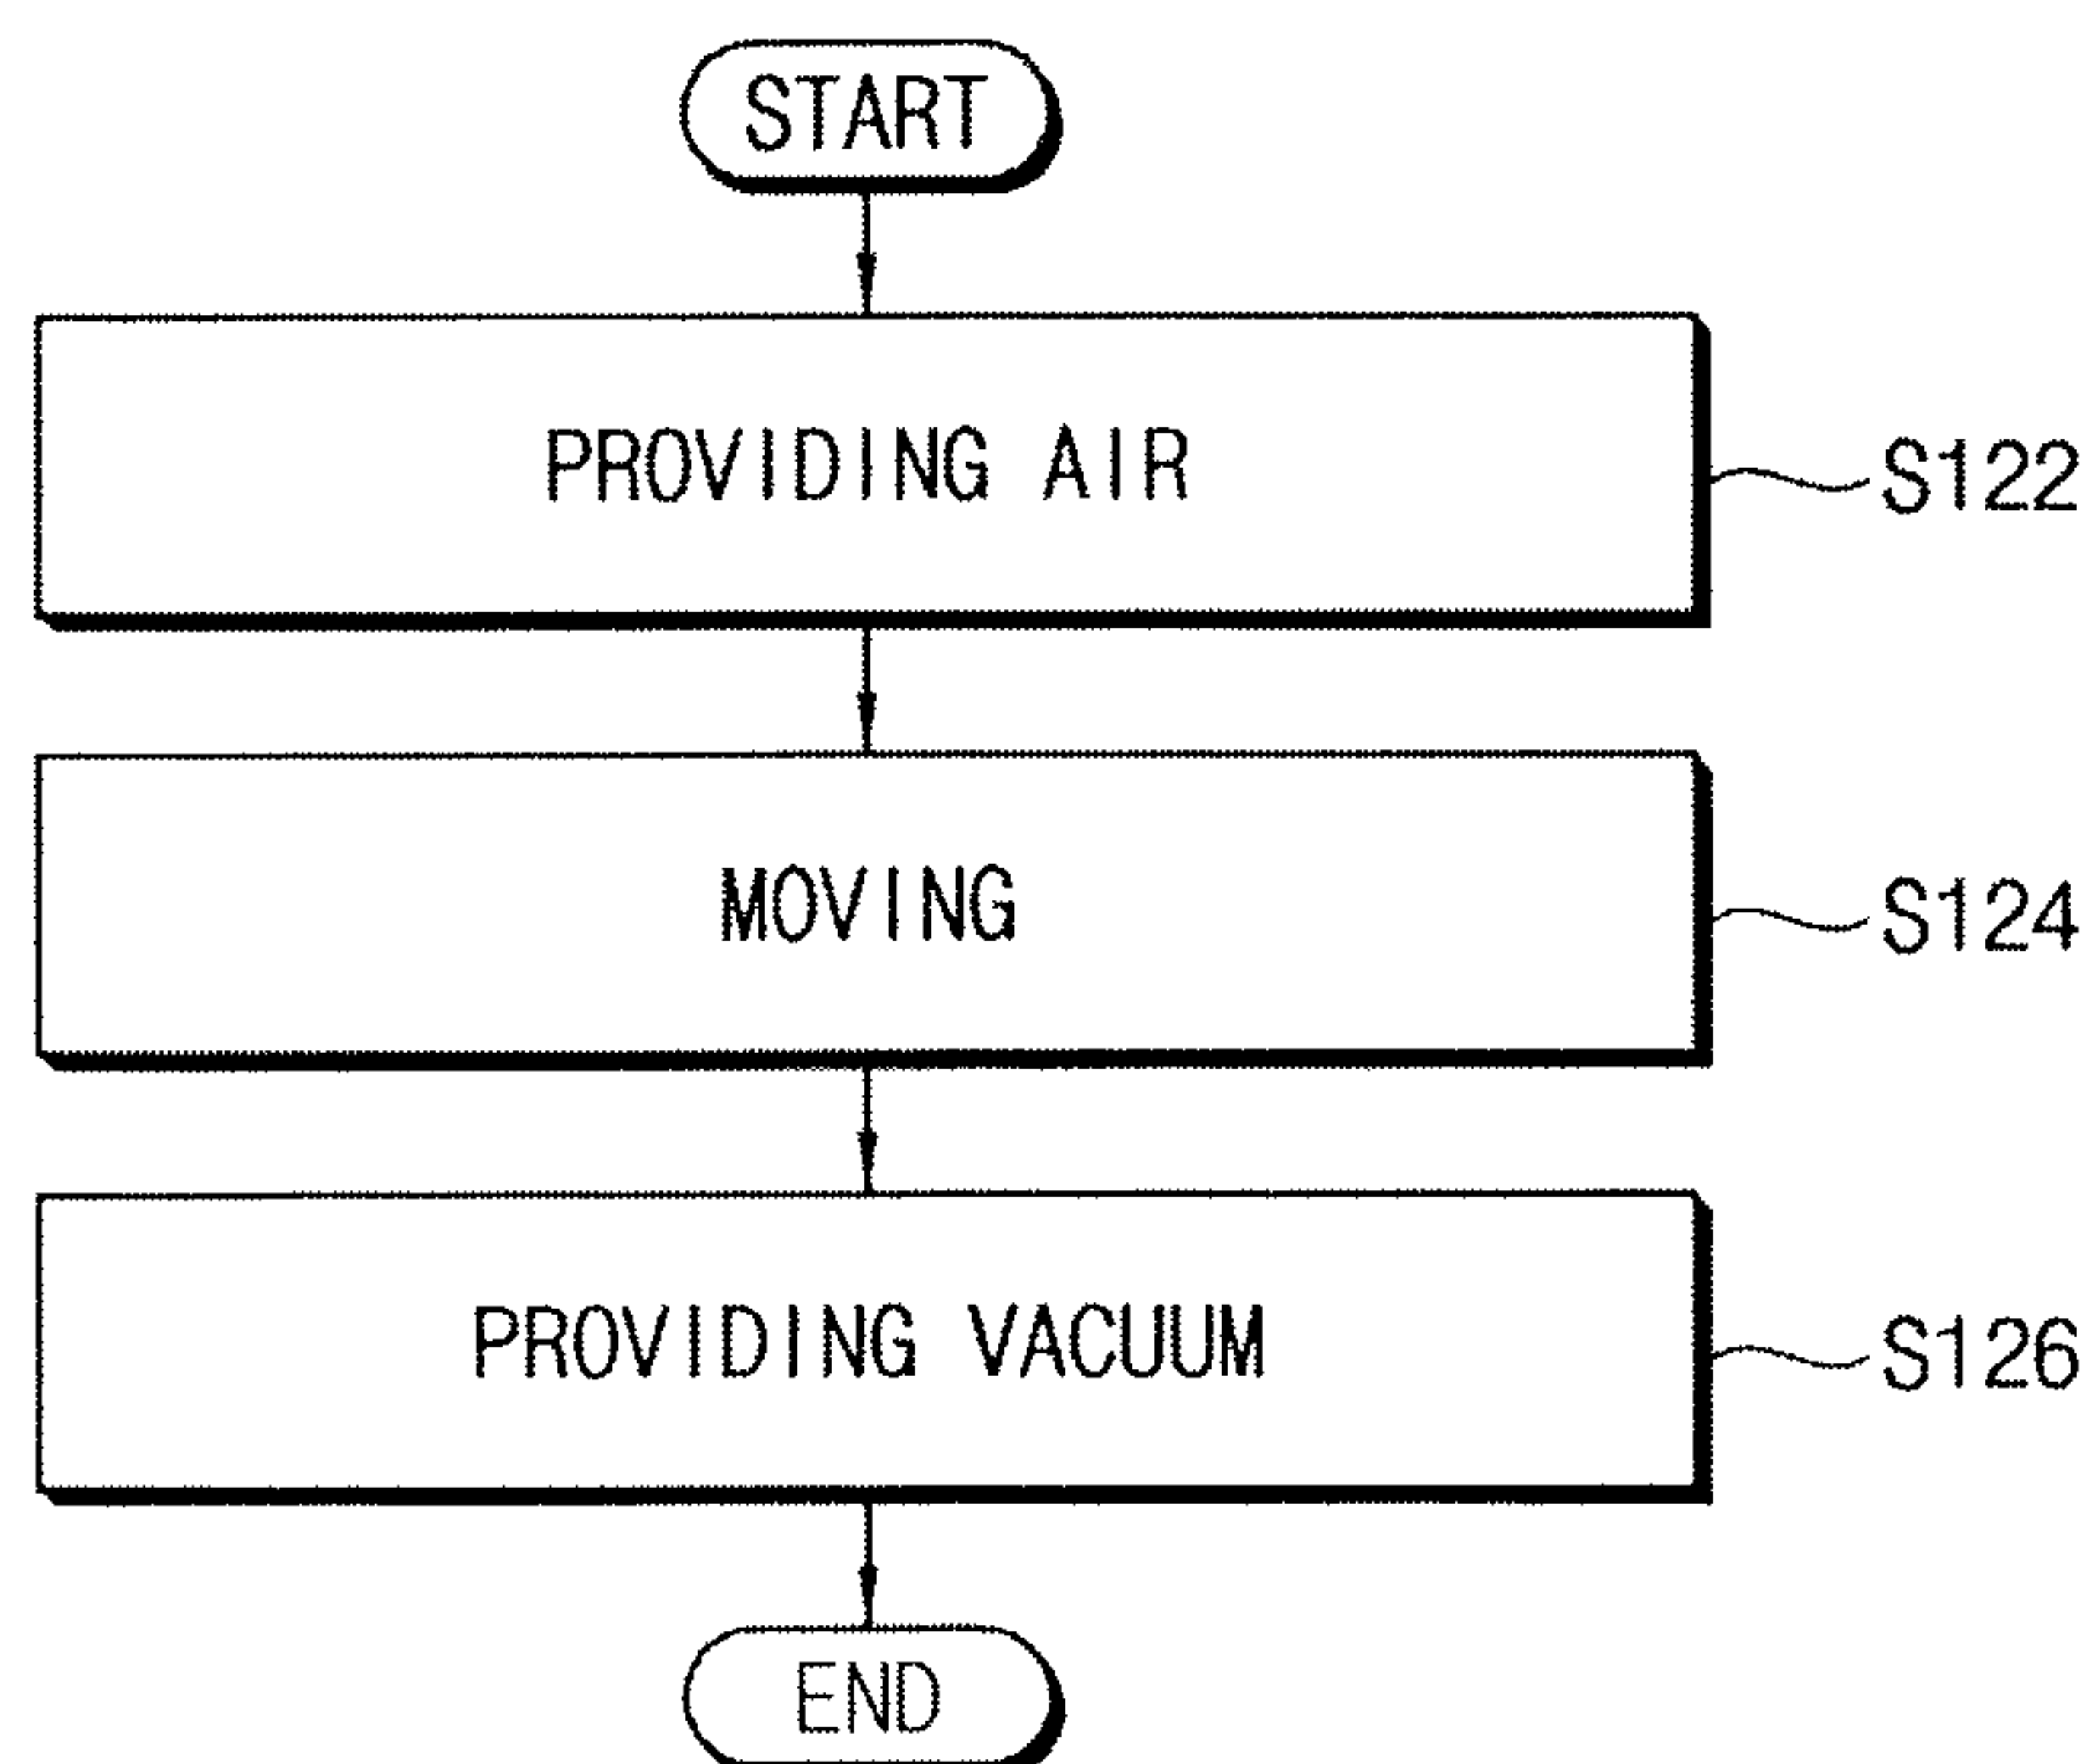 START
PROVIDING AIR
S122
MOVING
S124
PROVIDING VACUUM
S126
END